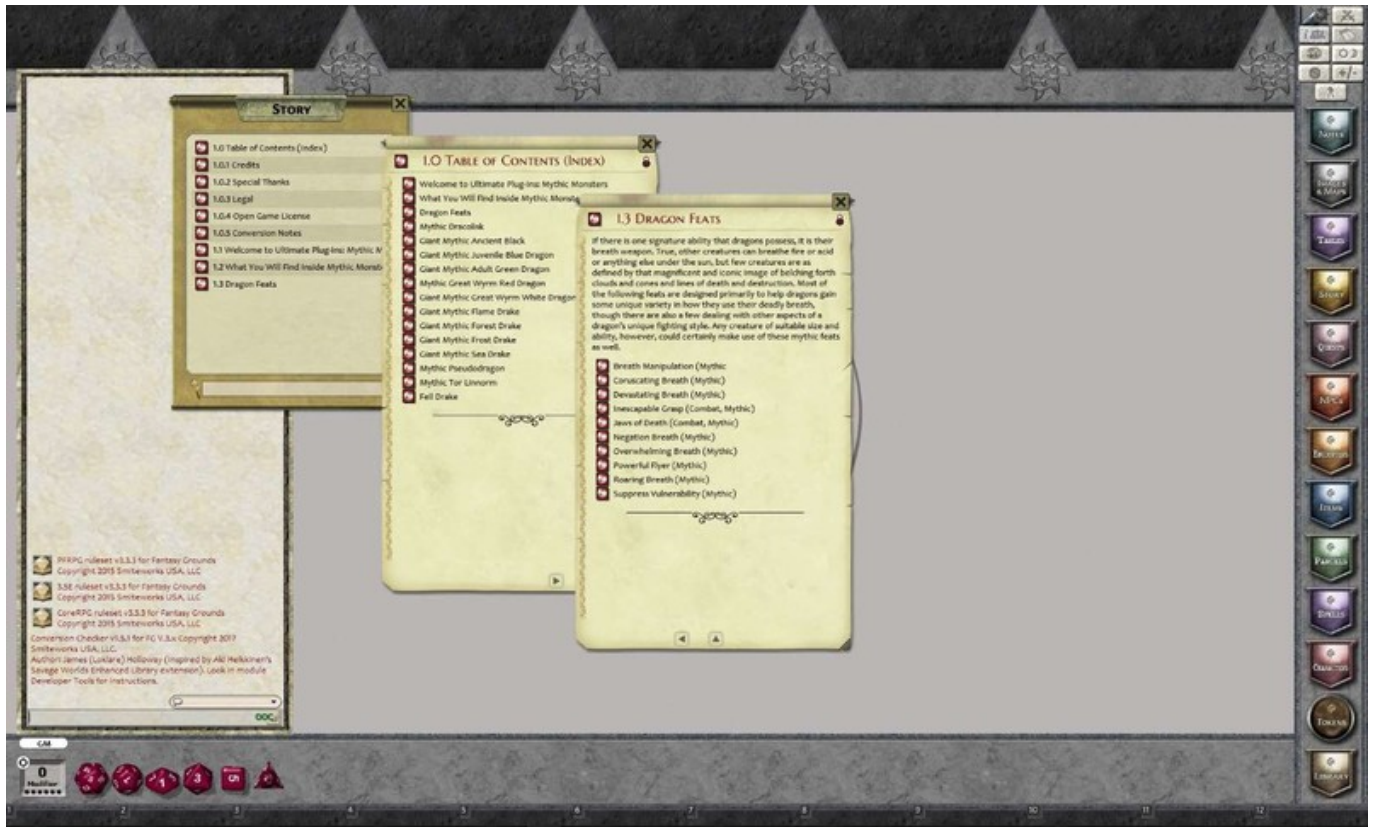 STORY
1.0 Table of Contents (Index)
1.0.1 Credits
1.0.2 Special Thanks
1.0.3 Legal
1.0.4 Open Game License
1.0.5 Conversion Notes
1.1 Welcome to Ultimate Plug-Ins: Mythic M
1.2 What You Will Find Inside Mythic Monst
1.3 Dragon Feats
1.0 TABLE OF CONTENTS (INDEX)
Welcome to Ultimate Plug-Ins: Mythic Monsters
What You Will Find Inside Mythic Monste
Dragon Feats
Mythic Dracolisk
Giant Mythic Ancient Black
Giant Mythic Juvenile Blue Dragon
Giant Mythic Adult Green Dragon
Mythic Great Wyrm Red Dragon
Giant Mythic Great Wyrm White Dragon
Giant Mythic Flame Drake
Giant Mythic Forest Drake
Giant Mythic Frost Drake
Giant Mythic Sea Drake
Mythic Pseudodragon
Mythic Tor Linnorm
Fell Drake
1.3 DRAGON FEATS
If there is one signature ability that dragons possess, it is their
breath weapon. True, other creatures can breathe fire or acid
or anything else under the sun, but few creatures are as
defined by that magnificent and iconic image of belching forth
clouds and cones and lines of death and destruction. Most of
the following feats are designed primarily to help dragons gain
some unique variety in how they use their deadly breath,
though there are also a few dealing with other aspects of a
dragon's unique fighting style. Any creature of suitable size and
ability, however, could certainly make use of these mythic feats
as well.
Breath Manipulation (Mythic
Coruscating Breath (Mythic)
Devastating Breath (Mythic)
Inescapable Grasp (Combat, Mythic)
Jaws of Death (Combat, Mythic)
Negation Breath (Mythic)
Overwhelming Breath (Mythic)
Powerful Flyer (Mythic)
Roaring Breath (Mythic)
Suppress Vulnerability (Mythic)
PFRPG ruleset v3.3.3 for Fantasy Grounds
Copyright 2015 Smiteworks USA, LLC
3.5E ruleset v3.3.3 for Fantasy Grounds
Copyright 2015 Smiteworks USA, LLC
CoreRPG ruleset v3.3.3 for Fantasy Grounds
Copyright 2015 Smiteworks USA, LLC
Conversion Checker v1.5.1 for FG V.3.x Copyright 2017
Smiteworks USA, LLC.
Author: James (Loklare) Holloway (Inspired by Aki Heikkinen's
Savage Worlds Enhanced Library extension). Look in module
Developer Tools for instructions.
OOC
GM
0
Modifier
1
3
5
2
3
4
5
6
7
8
9
10
11
12
+/-
NOTES
IMAGES
& MAPS
TABLES
STORY
QUESTS
NPCS
ITEMS
PARCELS
SPELLS
TOKENS
LIBRARY